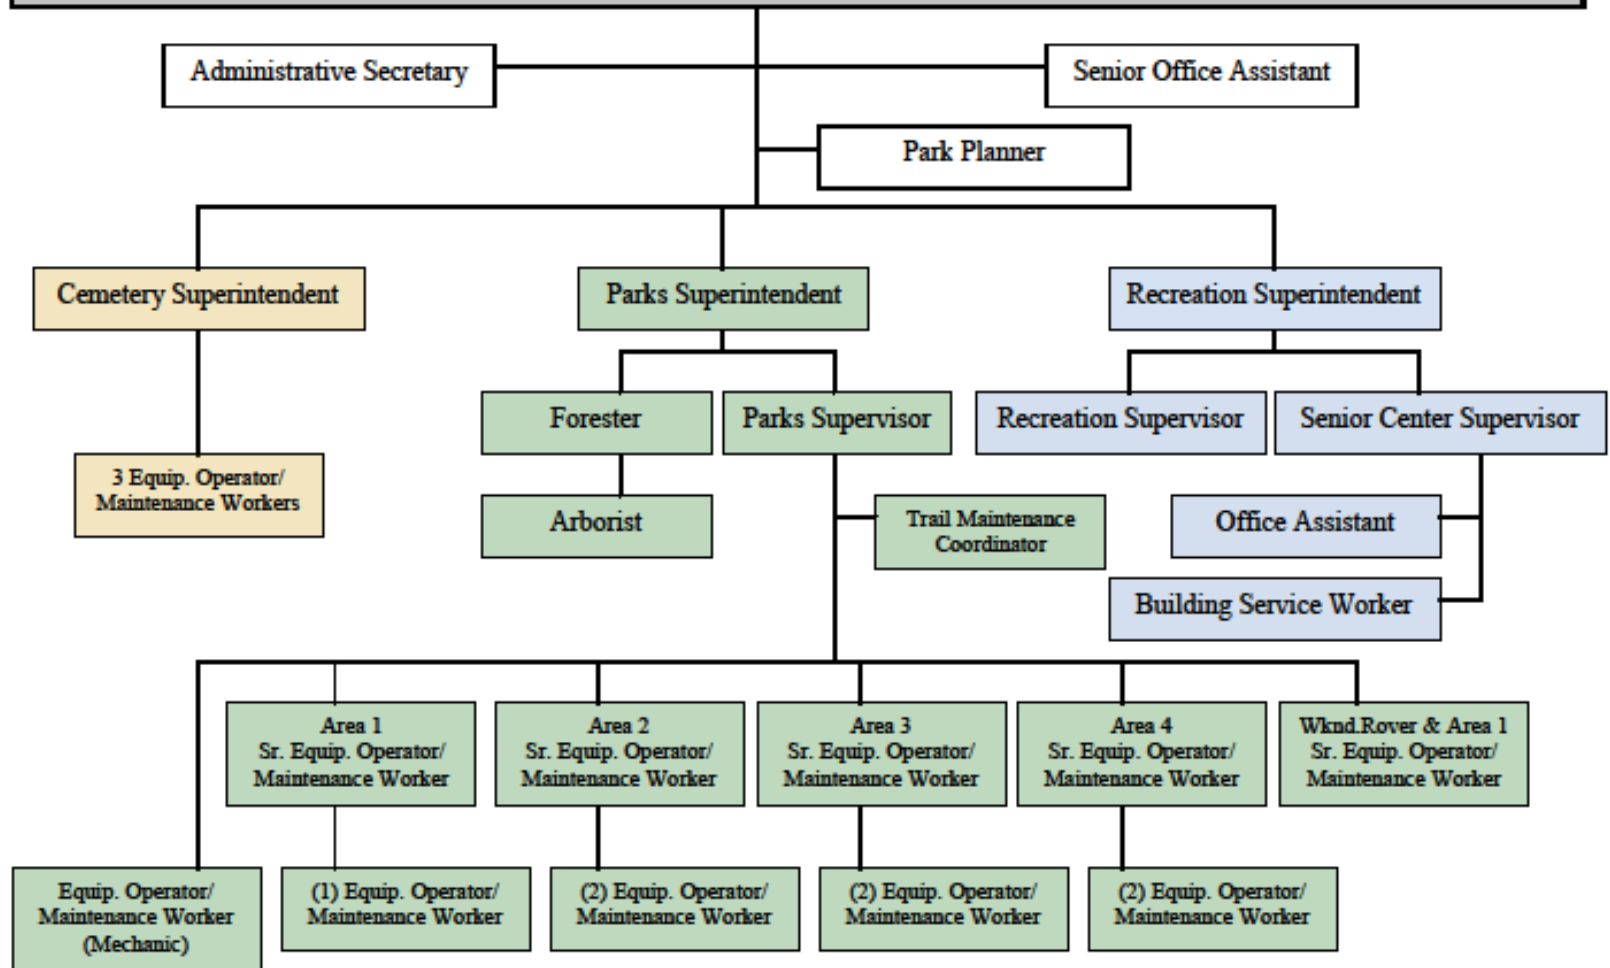 Administrative Secretary
Senior Office Assistant
Park Planner
Cemetery Superintendent
Parks Superintendent
Recreation Superintendent
Forester
Parks Supervisor
Recreation Supervisor
Senior Center Supervisor
3 Equip. Operator/
Maintenance Workers
Arborist
Trail Maintenance
Coordinator
Office Assistant
Building Service Worker
Area 1
Sr. Equip. Operator/
Maintenance Worker
Area 2
Sr. Equip. Operator/
Maintenance Worker
Area 3
Sr. Equip. Operator/
Maintenance Worker
Area 4
Sr. Equip. Operator/
Maintenance Worker
Wknd.Rover & Area 1
Sr. Equip. Operator/
Maintenance Worker
Equip. Operator/
Maintenance Worker
(Mechanic)
(1) Equip. Operator/
Maintenance Worker
(2) Equip. Operator/
Maintenance Worker
(2) Equip. Operator/
Maintenance Worker
(2) Equip. Operator/
Maintenance Worker